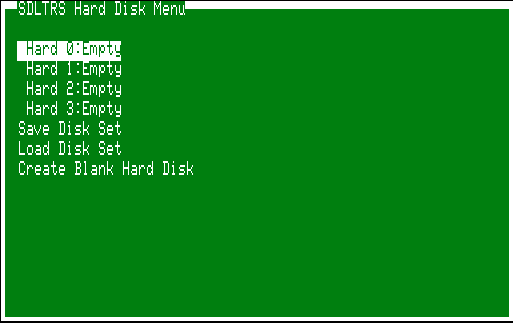 SDLTRS Hard Disk Menu
Hard 0:Empty
Hard 1:Empty
Hard 2:Empty
Hard 3:Empty
Save Disk Set
Load Disk Set
Create Blank Hard Disk